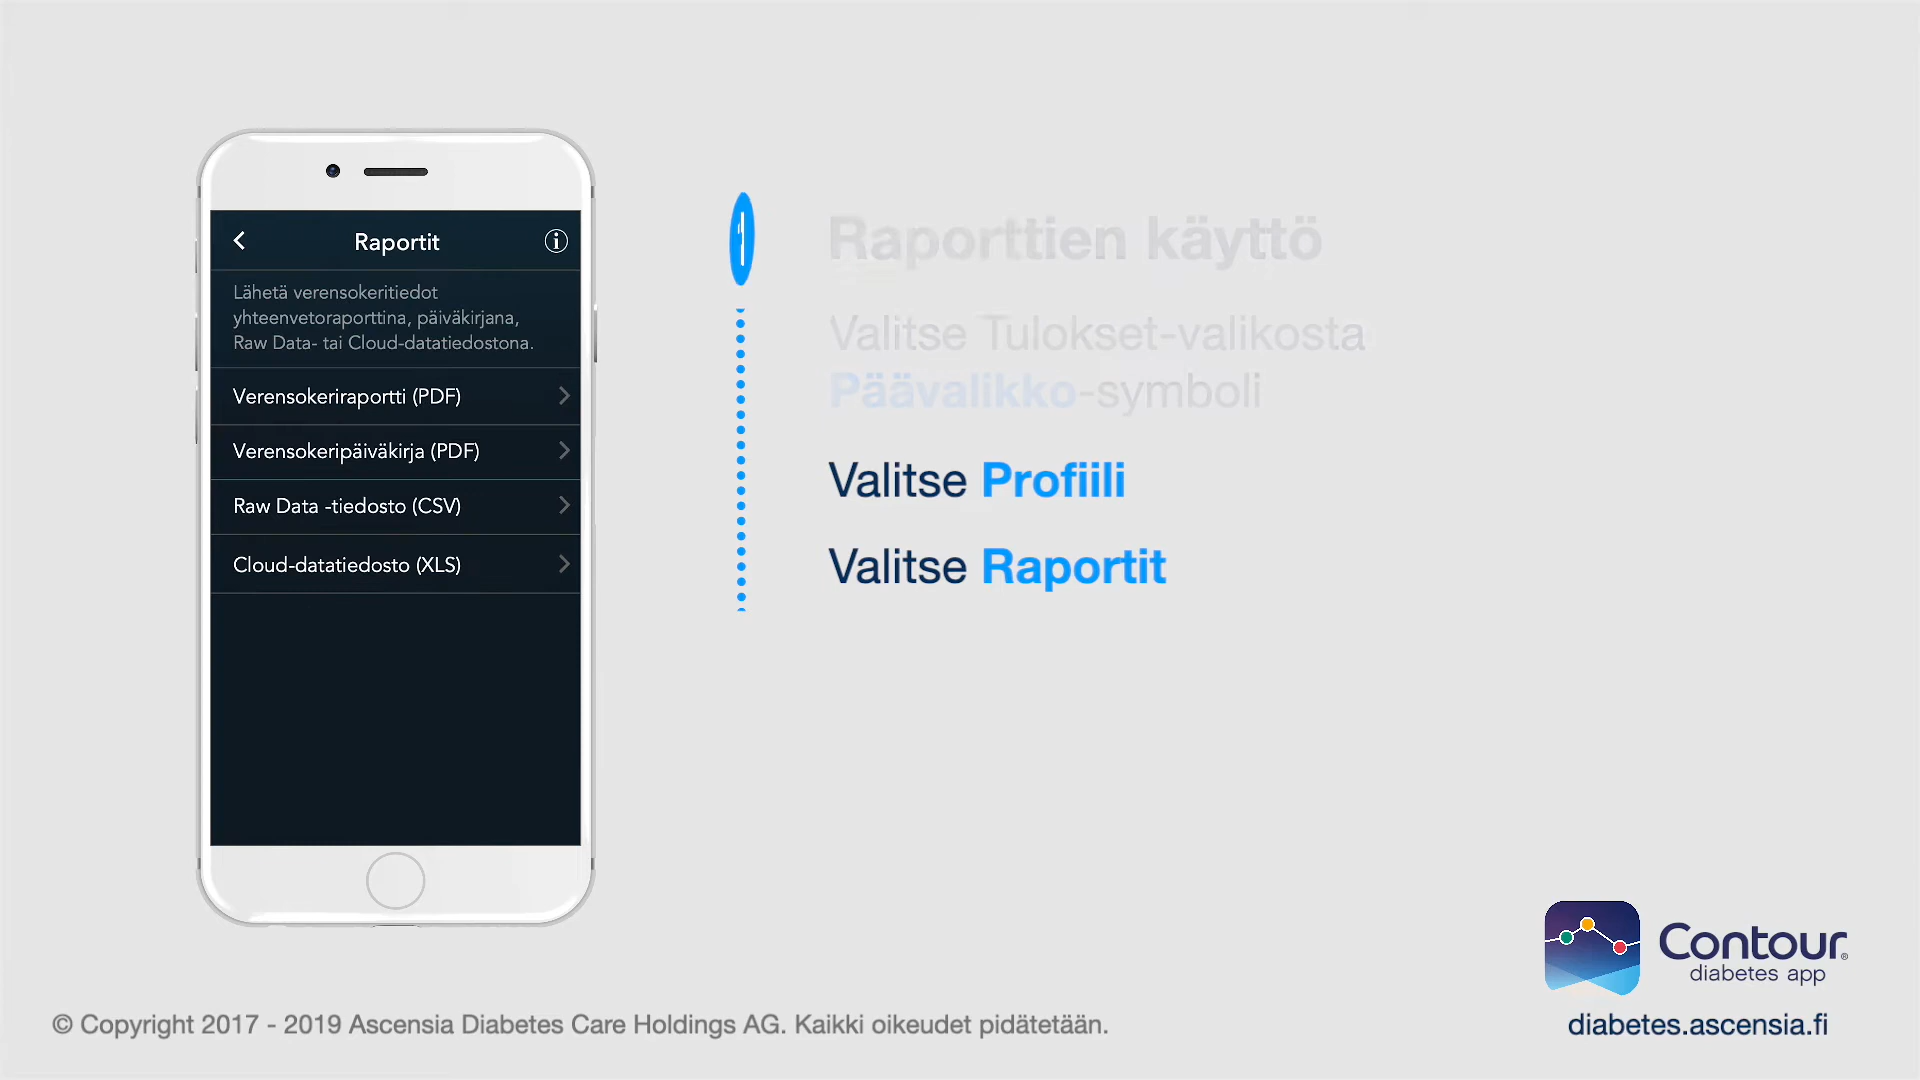 Raportit
Lähetä verensokeritiedot
yhteenvetoraporttina, päiväkirjana,
Raw Data- tai Cloud-datatiedostona.
Verensokeriraportti (PDF)
Verensokeripäiväkirja (PDF)
Raw Data -tiedosto (CSV)
Cloud-datatiedosto (XLS)
1
Raporttien käyttö
Valitse Tulokset-valikosta
Päävalikko-symboli
Valitse Profiili
Valitse Raportit
Contour®
diabetes app
diabetes.ascensia.fi
© Copyright 2017 - 2019 Ascensia Diabetes Care Holdings AG. Kaikki oikeudet pidätetään.